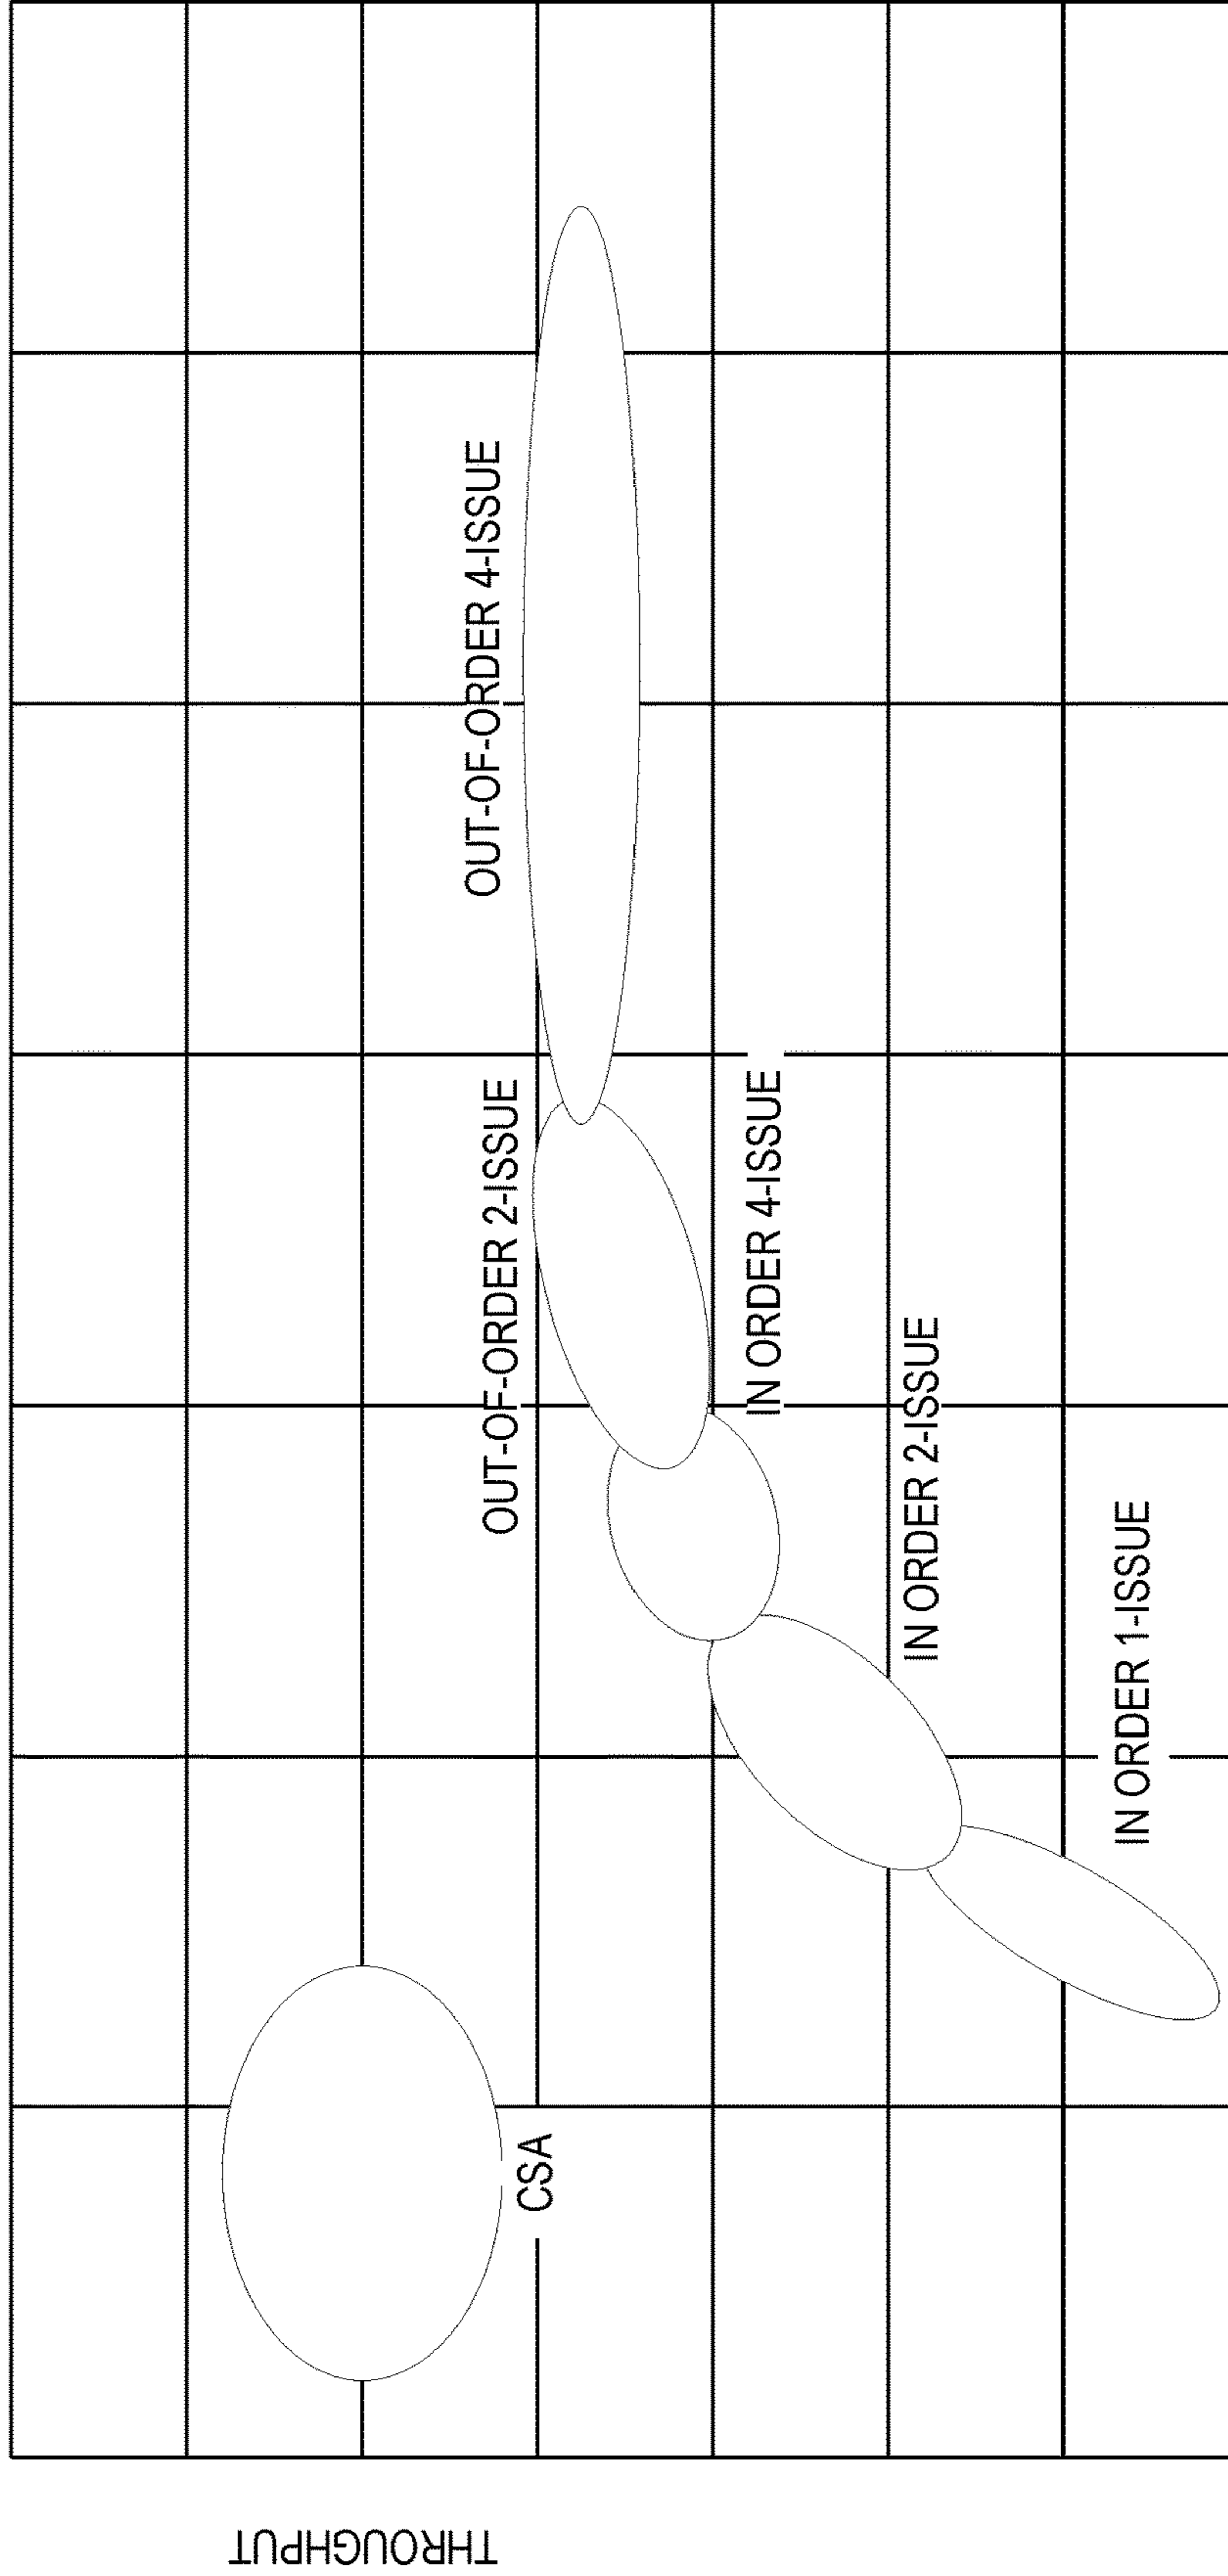 THROUGHPUT
CSA
OUT-OF-ORDER 4-ISSUE
OUT-OF-ORDER 2-ISSUE
IN ORDER 4-ISSUE
IN ORDER 2-ISSUE
IN ORDER 1-ISSUE